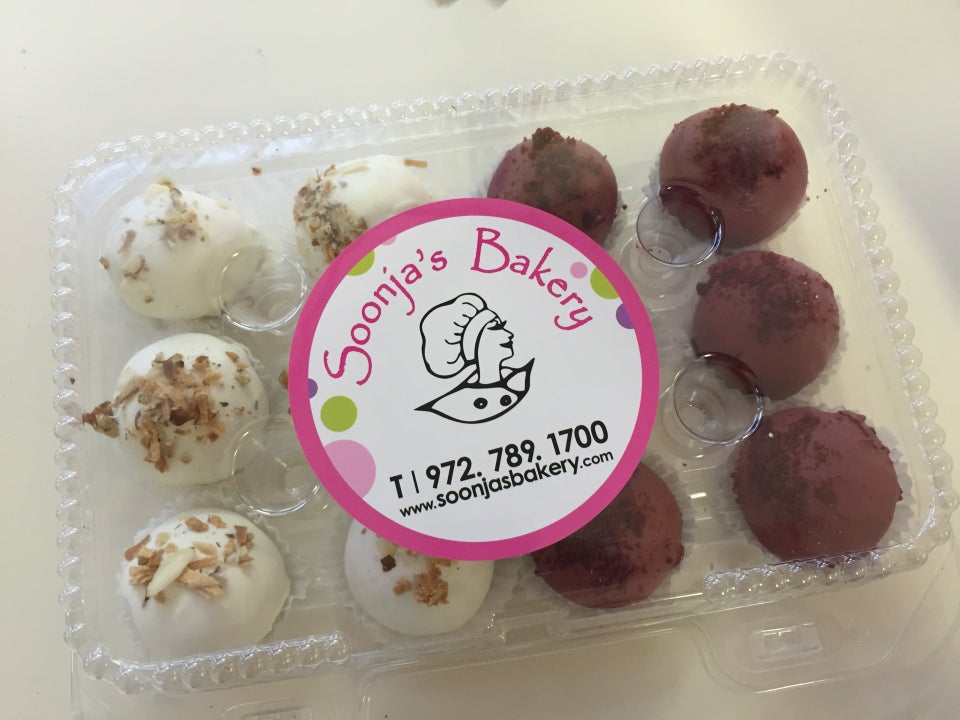 Soonja's Bakery
T | 972. 789. 1700
www.soonjasbakery.com